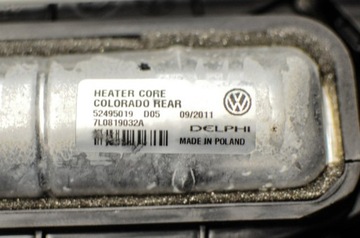 HEATER CORE
COLORADO REAR
52495019 D05 09/2011
7L0819032A
DELPHI
MADE IN POLAND